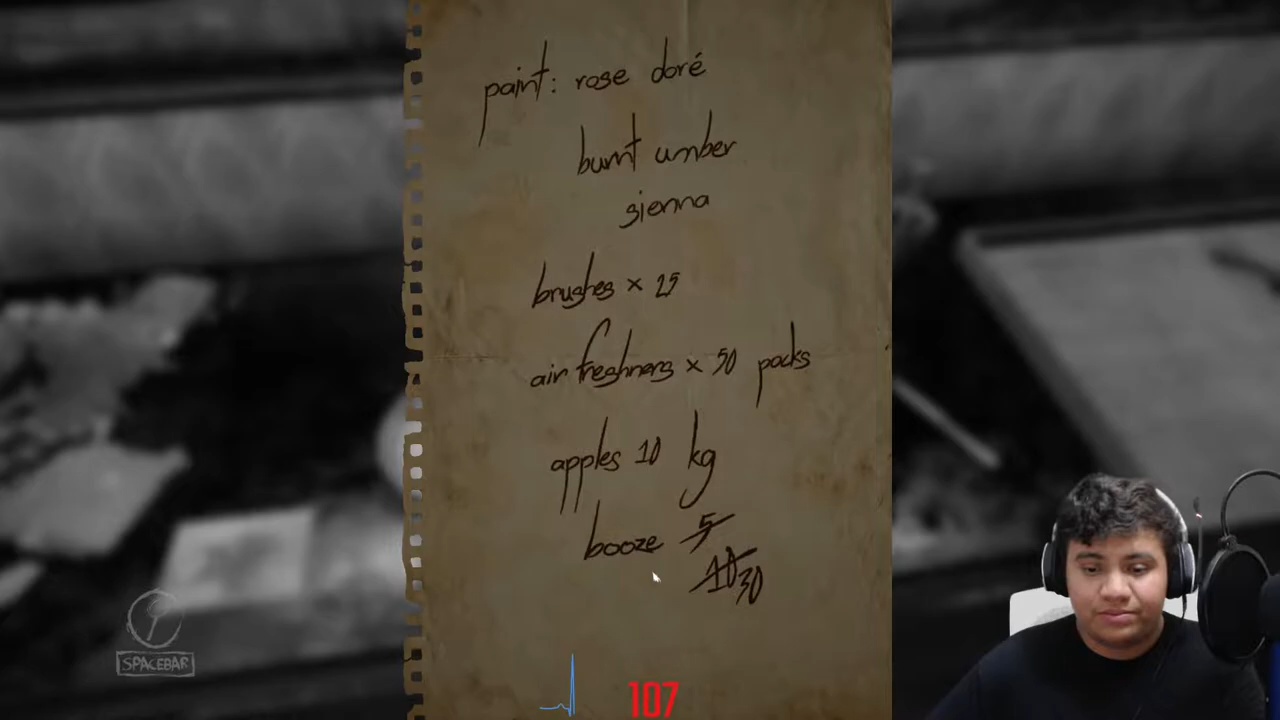 paint: rose doré
burnt umber
sienna
brushes × 25
air freshners × 50 packs
apples 10 kg
booze 5
10 30
SPACEBAR
107